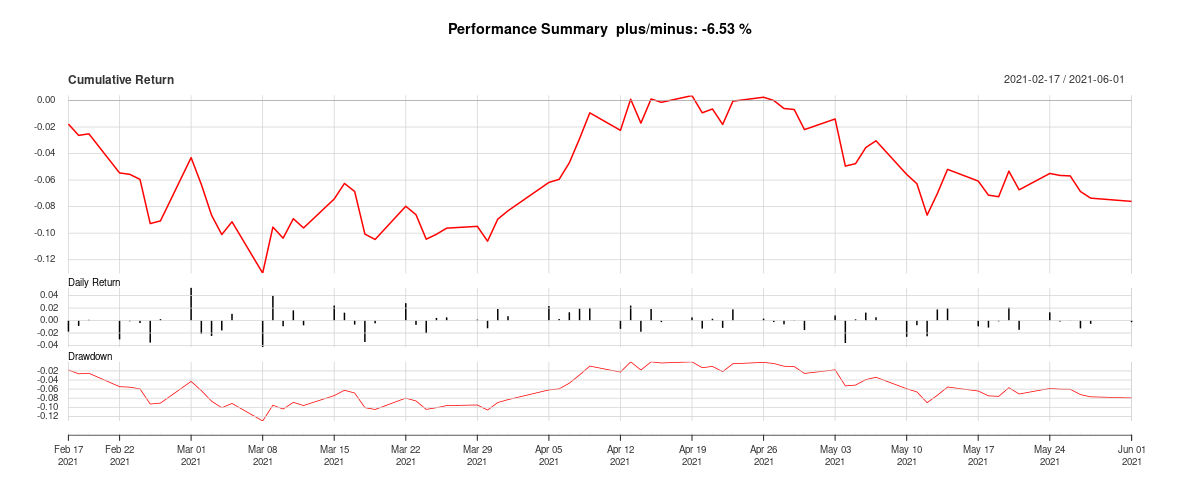 Performance Summary  plus/minus: -6.53 %
Cumulative Return
2021-02-17 / 2021-06-01
0.00
-0.02
-0.04
-0.06
-0.08
-0.10
-0.12
Daily Return
0.04
0.02
0.00
-0.02
-0.04
Drawdown
-0.02
-0.04
-0.06
-0.08
-0.10
-0.12
Feb 17 Feb 22 Mar 01 Mar 08 Mar 15 Mar 22 Mar 29 Apr 05 Apr 12 Apr 19 Apr 26 May 03 May 10 May 17 May 24 Jun 01
2021 2021 2021 2021 2021 2021 2021 2021 2021 2021 2021 2021 2021 2021 2021 2021